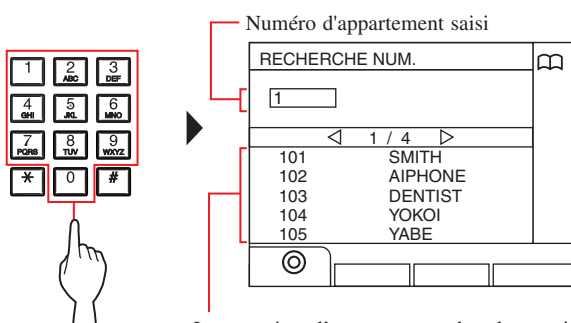 Numéro d'appartement saisi
RECHERCHE NUM.
1
1 / 4
101 SMITH
102 AIPHONE
103 DENTIST
104 YOKOI
105 YABE
1 2 ABC 3 DEF
4 GHI 5 JKL 6 MNO
7 PQRS 8 TUV 9 WXYZ
* 0 #